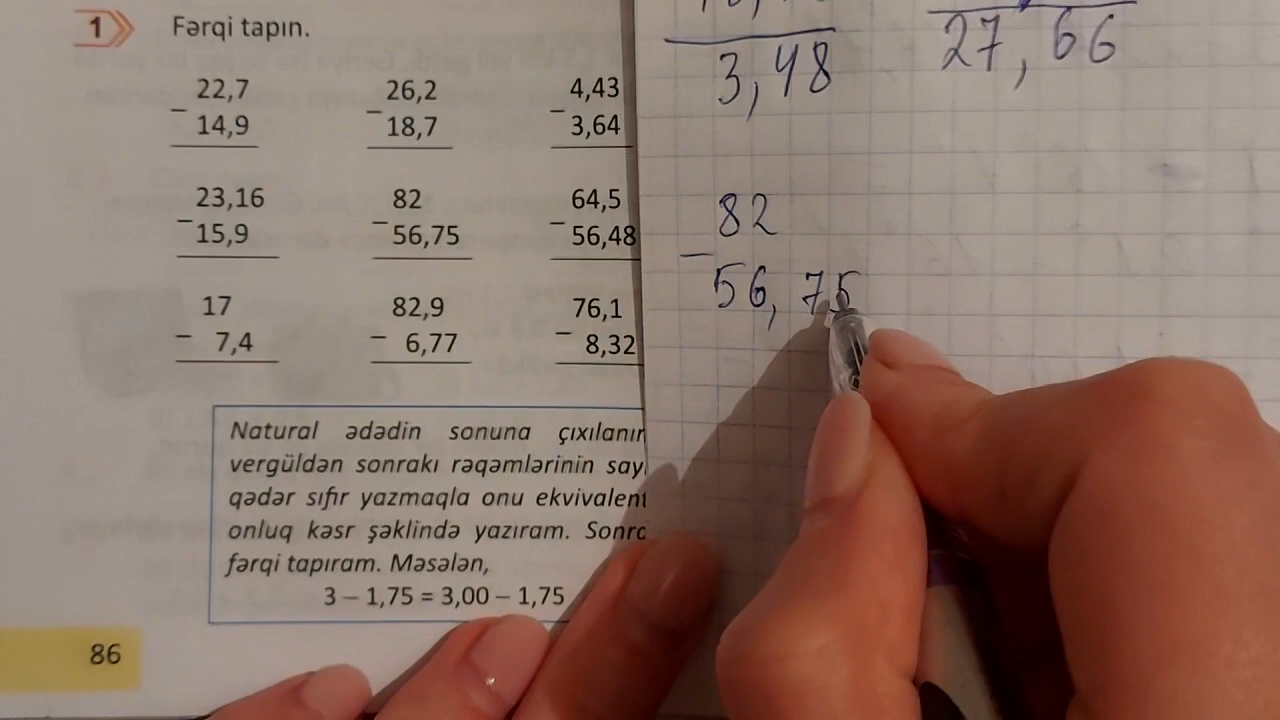 1 Fərqi tapın.
22,7 26,2 4,43
- 14,9 - 18,7 - 3,64
23,16 82 64,5
- 15,9 - 56,75 - 56,48
17 82,9 76,1
- 7,4 - 6,77 - 8,32
Natural ədədin sonuna çıxılanın
vergüldən sonrakı rəqəmlərinin say
qədər sıfır yazmaqla onu ekvivalent
onluq kəsr şəklində yazıram. Sonra
fərqi tapıram. Məsələn,
3 – 1,75 = 3,00 – 1,75
86
3,48 27,66
82
- 56,75